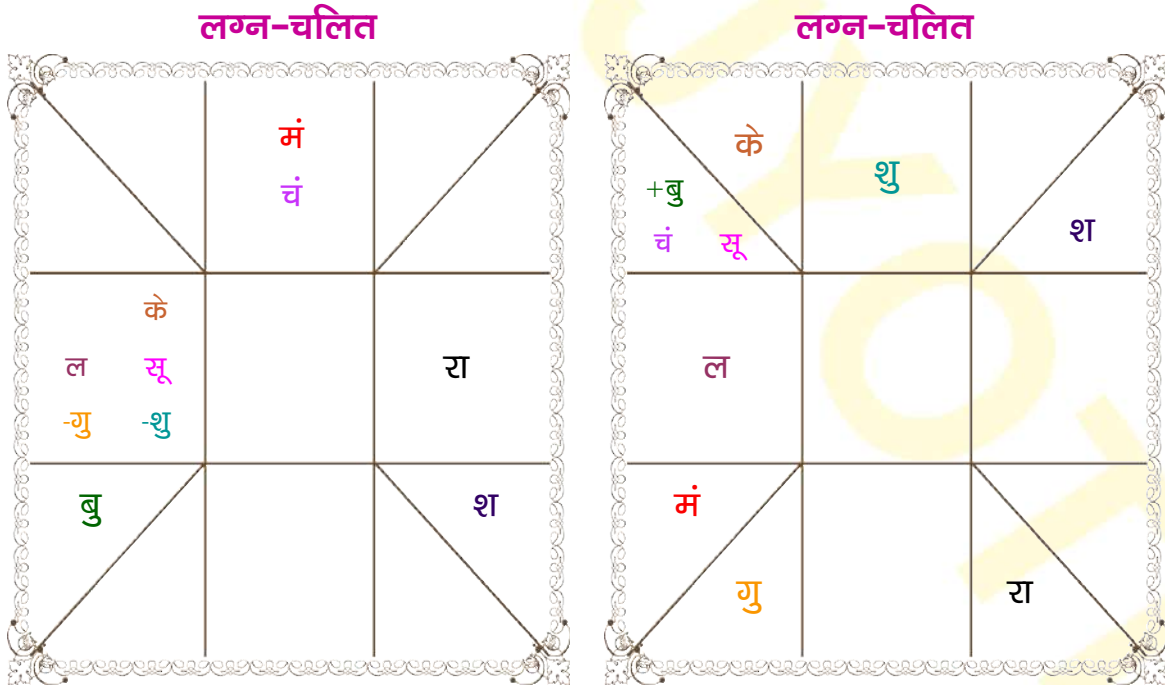 लग्न-चलित
मं
चं
के
ल सू रा
-गु -शु
बु श
लग्न-चलित
के
शु
+बु
श
चं सू
ल
मं
गु रा